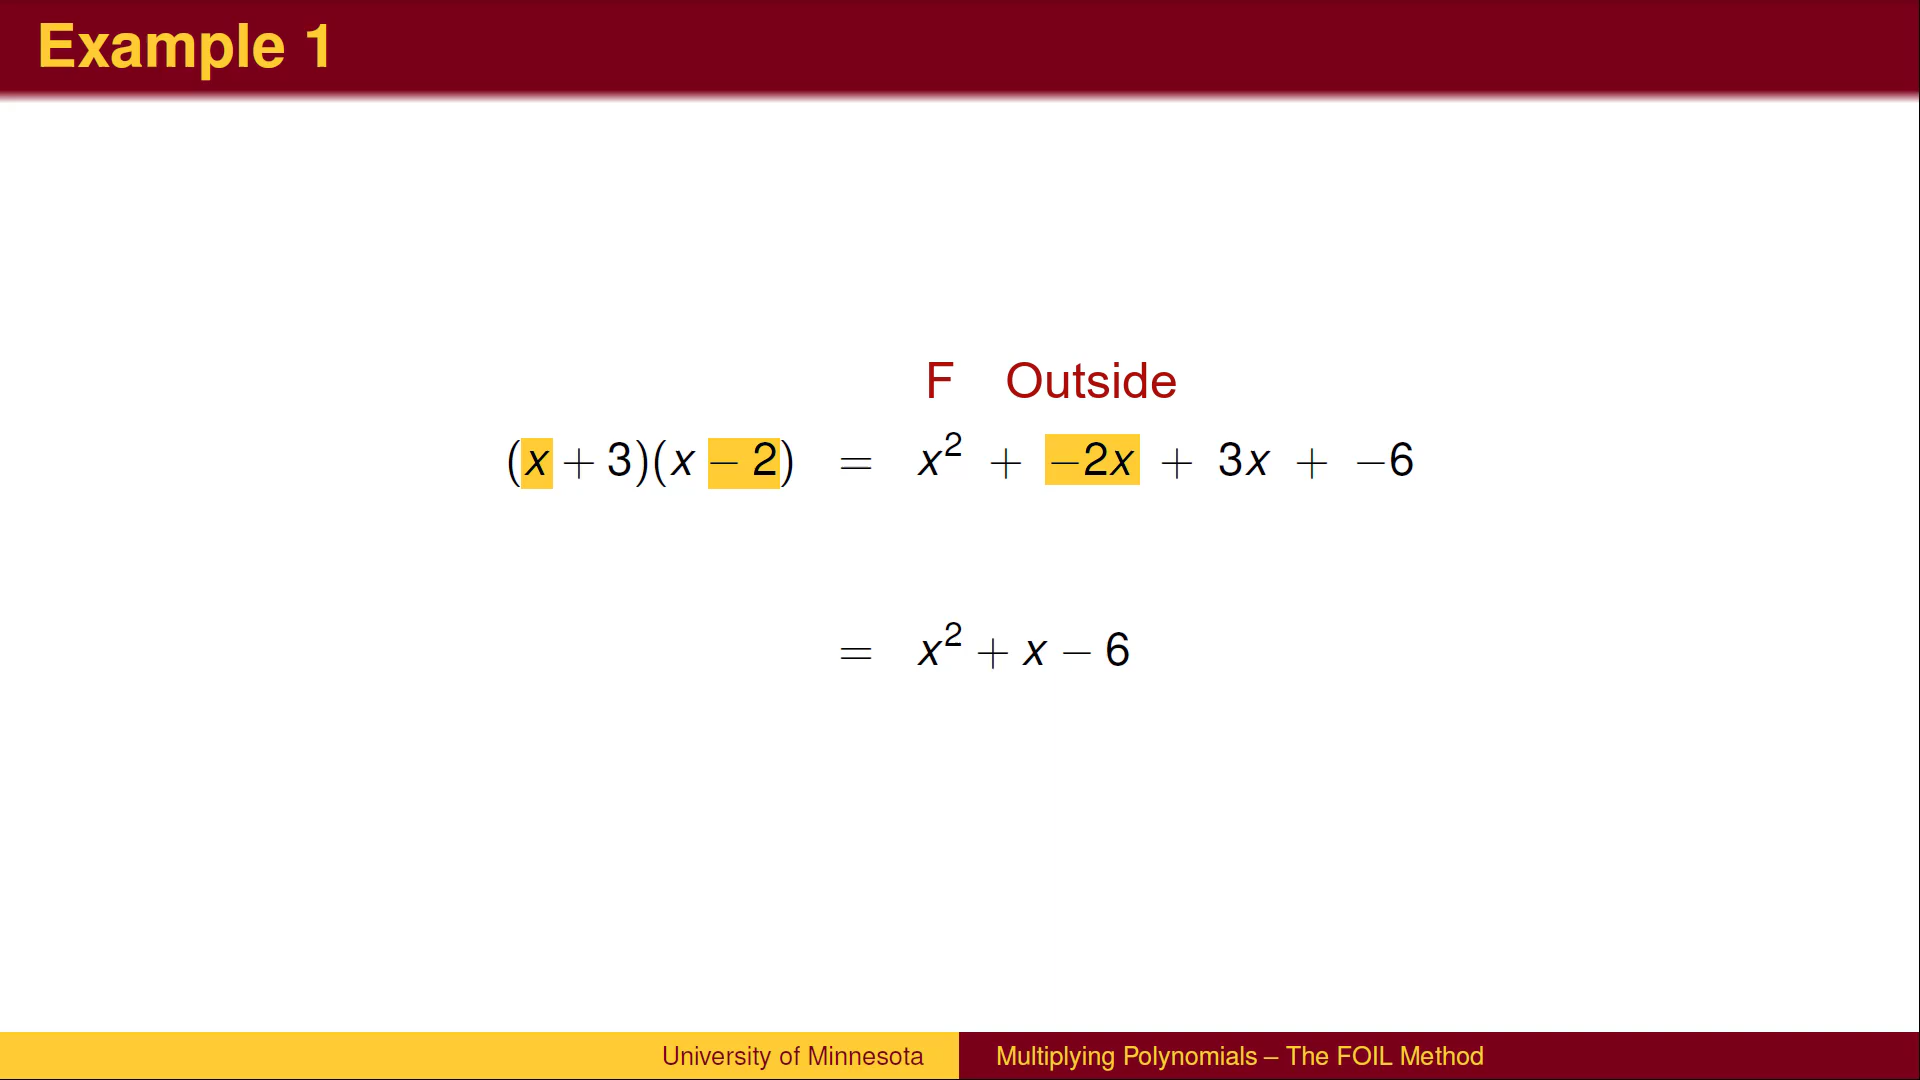 Example 1
F Outside
(x + 3)(x − 2) = x² + −2x + 3x + −6
= x² + x − 6
University of Minnesota
Multiplying Polynomials – The FOIL Method